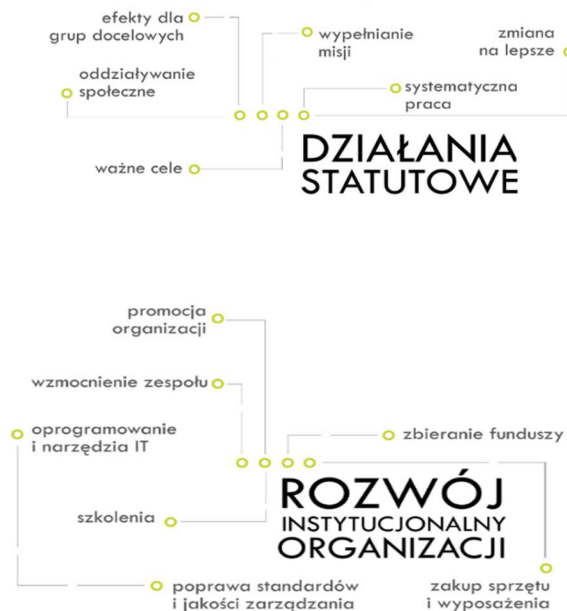 efekty dla
grup docelowych
wypełnianie
misji
zmiana
na lepsze
oddziaływanie
społeczne
systematyczna
praca
ważne cele
DZIAŁANIA
STATUTOWE
promocja
organizacji
wzmocnienie zespołu
oprogramowanie
i narzędzia IT
zbieranie funduszy
szkolenia
ROZWÓJ
INSTYTUCJONALNY
ORGANIZACJI
poprawa standardów
i jakości zarządzania
zakup sprzętu
i wyposażenia